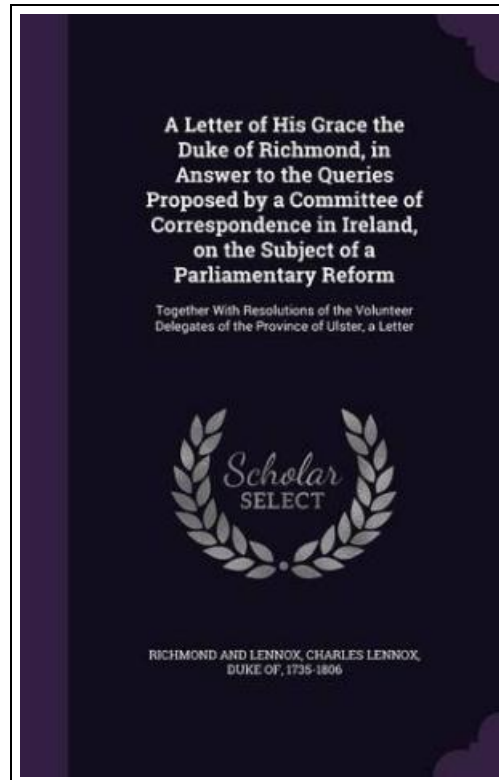 A Letter of His Grace the
Duke of Richmond, in
Answer to the Queries
Proposed by a Committee of
Correspondence in Ireland,
on the Subject of a
Parliamentary Reform
Together With Resolutions of the Volunteer
Delegates of the Province of Ulster, a Letter
Scholar
SELECT
RICHMOND AND LENNOX, CHARLES LENNOX,
DUKE OF, 1735-1806